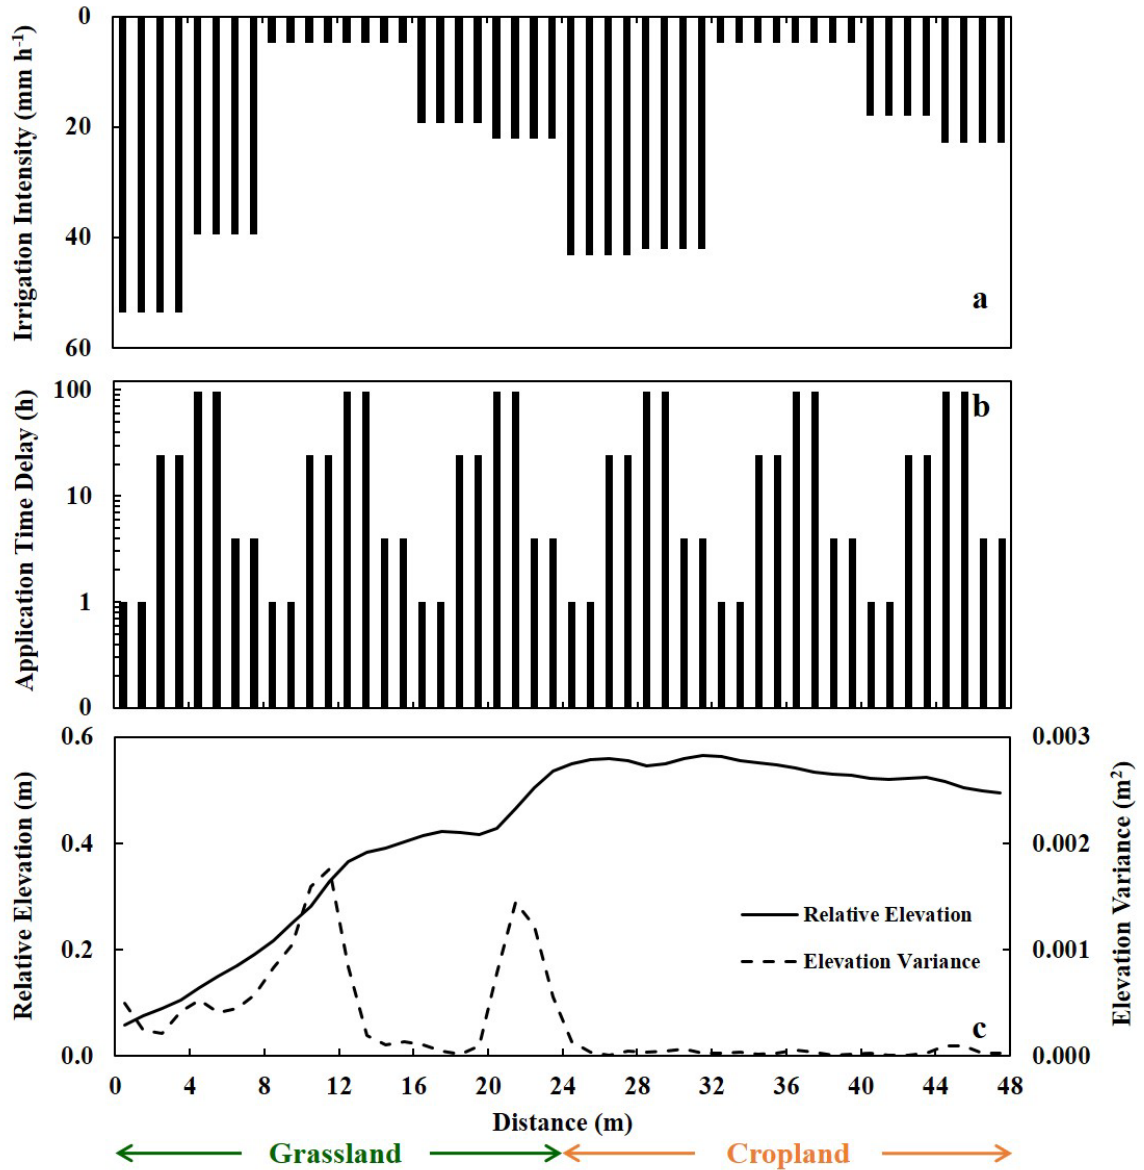 0
20
40
60
Irrigation Intensity (mm h⁻¹)
a
100
10
1
0
Application Time Delay (h)
b
0.6
0.4
0.2
0.0
Relative Elevation (m)
0.003
0.002
0.001
0.000
Elevation Variance (m²)
Relative Elevation
Elevation Variance
c
0 4 8 12 16 20 24 28 32 36 40 44 48
Distance (m)
Grassland Cropland